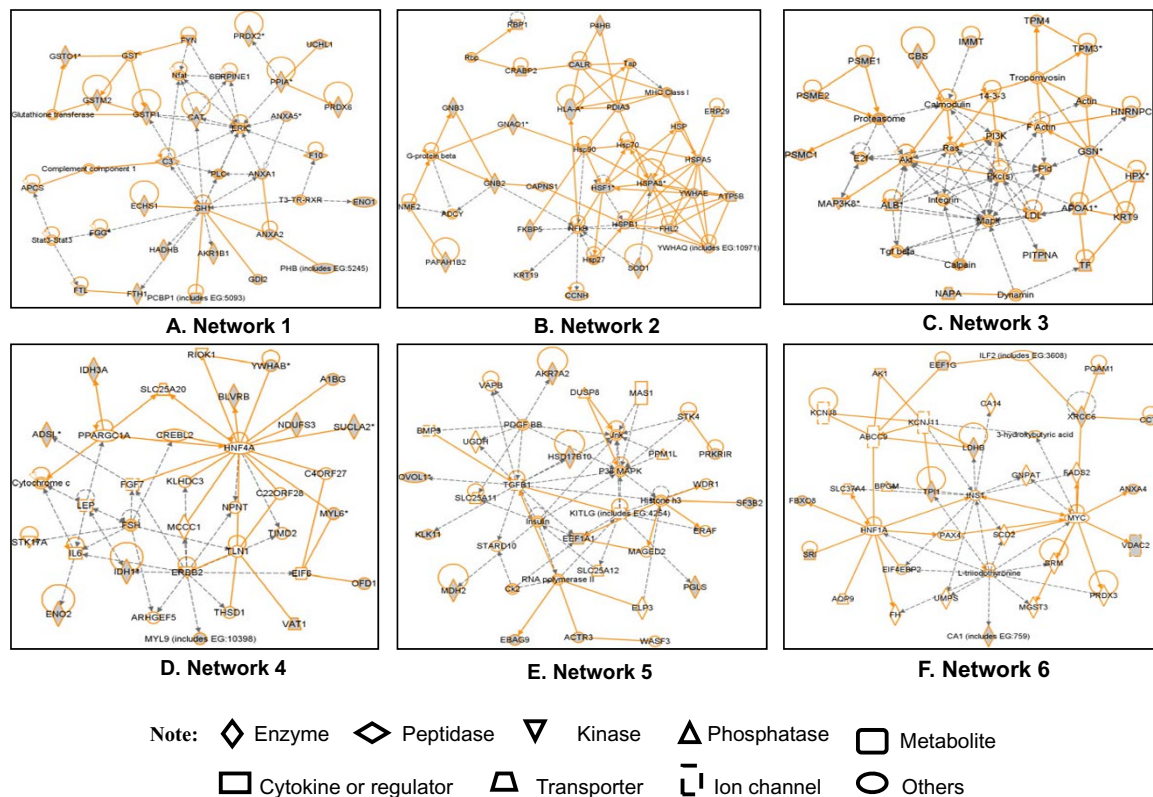 FYN
PRDX2*
GSTO1*
GST
UCHL1
Nfat
SERPINE1
PPIA*
GSTM2
PRDX6
Glutathione transferase
GSTP1
CAT
ANXA5*
ERK
C3
F10
Complement component 1
PLC
ANXA1
APCS
ECHS1
GH1*
T3-TR-RXR
ENO1
Stat3-Stat3
FGG*
ANXA2
HADHB
AKR1B1
GDI2
PHB (includes EG:5245)
FTL
FTH1
PCBP1 (includes EG:5093)
A. Network 1
RBP1
P4HB
Rbp
CALR
Tap
CRABP2
MHC Class I
GNB3
HLA-A*
PDIA3
ERP29
GNAO1*
HSP
Hsp90
Hsp70
G-protein beta
HSPA5
GNB2
CAPNS1
HSF1*
HSPA8*
YWHAE
ATP5B
NME2
ADCY
HSPB1
FKBP5
NFkB
FHL2
YWHAQ (includes EG:10971)
PAFAH1B2
Hsp27
KRT19
SOD1
CCNH
B. Network 2
TPM4
IMMT
TPM3*
PSME1
CBS
Tropomyosin
PSME2
14-3-3
Calmodulin
Actin
HNRNPC
Proteasome
F Actin
PI3K
PSMC1
E2f
Ras
GSN*
Akt
Pkc(s)
Pld
HPX*
MAP3K8*
ALB*
Integrin
LDL
APOA1*
KRT9
Mapk
Tgf beta
PITPNA
Calpain
TF
NAPA
Dynamin
C. Network 3
RIOK1
IDH3A
YWHAB*
SLC25A20
A1BG
BLVRB
NDUFS3
SUCLA2*
ADSL*
PPARGC1A
CREBL2
HNF4A
Cytochrome c
C4ORF27
FGF7
KLHDC3
LEP
C22ORF28
NPNT
MYL6*
FSH
MCCC1
STK17A
TIMD2
IL6
TLN1
IDH1*
ERBB2
EIF6
OFD1
ENO2
ARHGEF5
THSD1
VAT1
MYL9 (includes EG:10398)
D. Network 4
AKR7A2
VAPB
DUSP8
MAS1
PDGF BB
STK4
BMP3
Jnk
UGDH
PRKRIR
HSD17B10
P38 MAPK
PPM1L
OVOL1*
TGFB1
WDR1
SLC25A11
Histone h3
SF3B2
KITLG (includes EG:4254)
Insulin
KLK11
EEF1A1
ERAF
STARD10
MAGED2
SLC25A12
RNA polymerase II
MDH2
Ck2
PGLS
ELP3
EBAG9
ACTR3
WASF3
E. Network 5
ILF2 (includes EG:3608)
EEF1G
AK1
PGAM1
CA14
KCNJ8
KCNJ11
XRCC6
ABCC9
3-hydroxybutyric acid
LDHB
GNPAT
FADS2
SLC37A4
BPGM
TPI1
ANXA4
FBXO8
INS1
MYC
HNF1A
PAX4
SCD2
VDAC2
SRI
EIF4EBP2
L-triiodothyronine
SRM
PRDX3
AQP9
UMPS
MGST3
FH
CA1 (includes EG:759)
F. Network 6
Note:
Enzyme
Peptidase
Kinase
Phosphatase
Metabolite
Cytokine or regulator
Transporter
Ion channel
Others